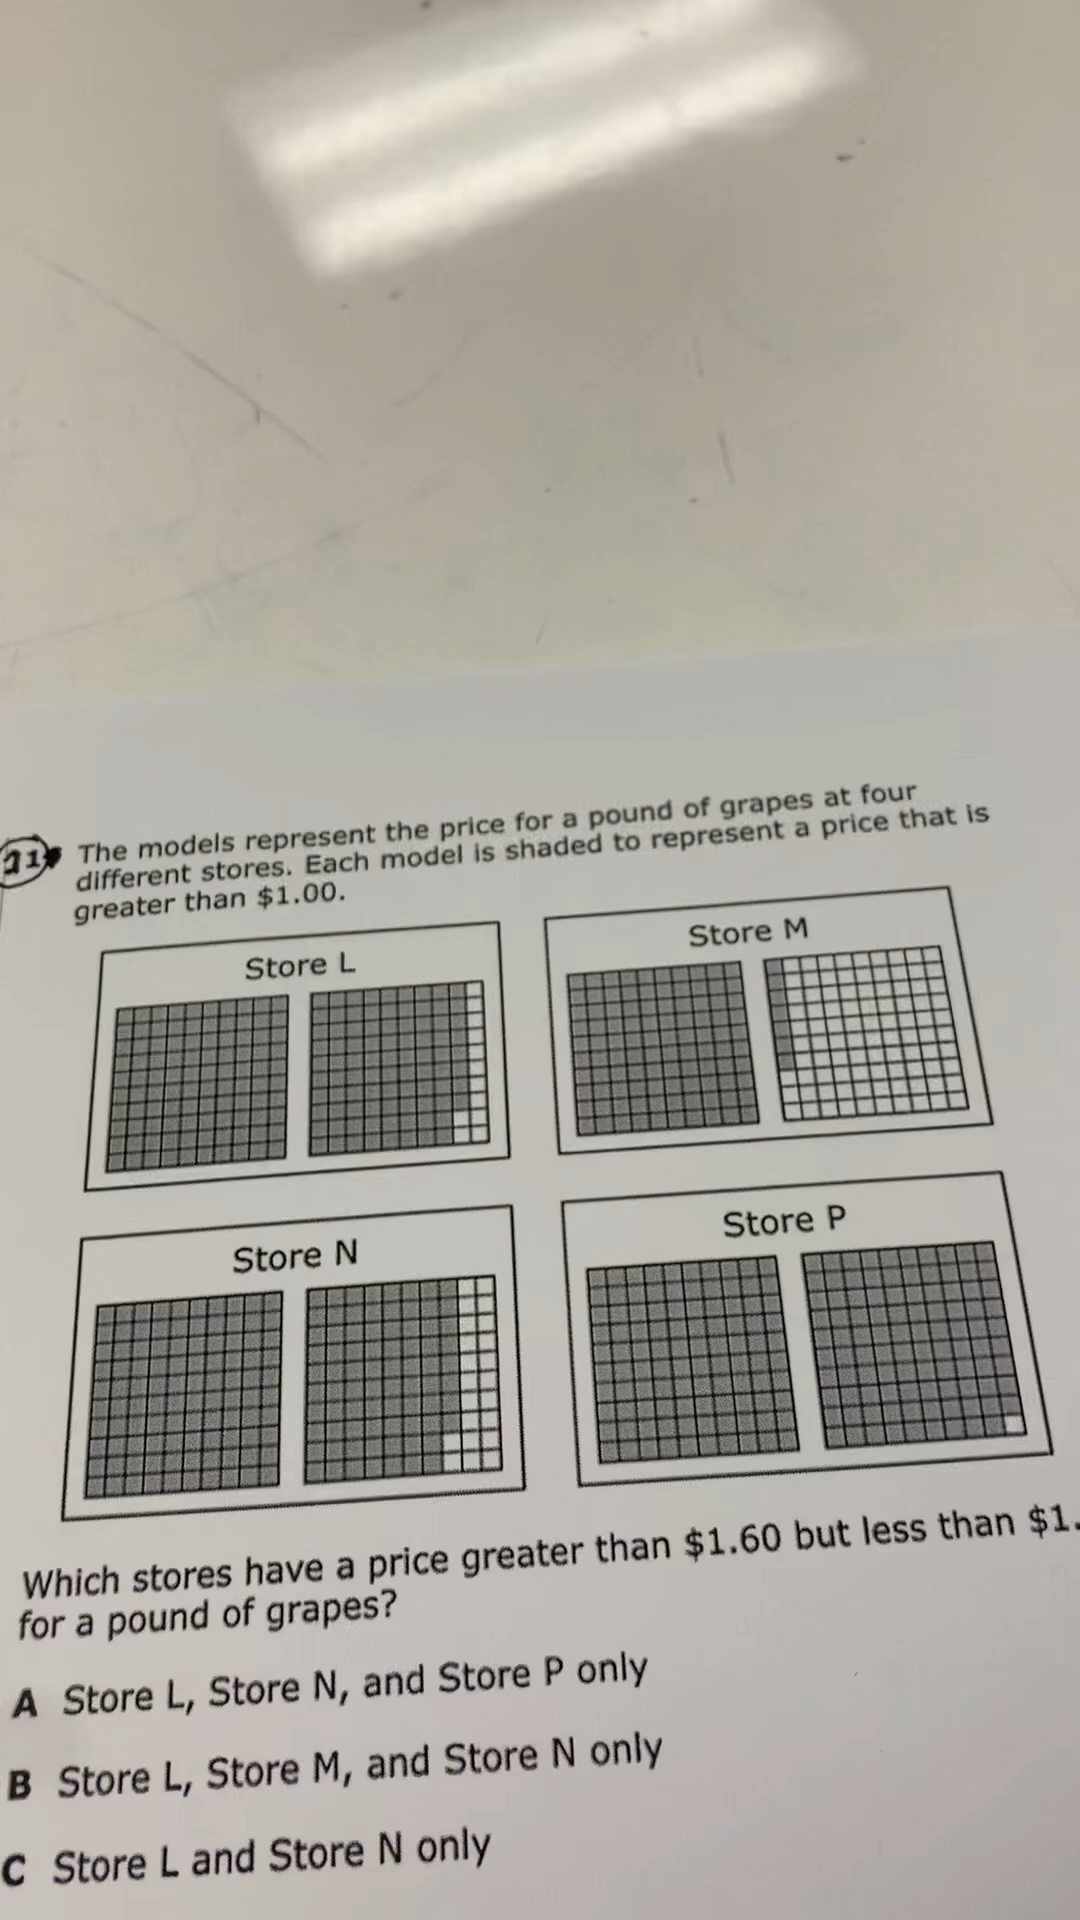 21. The models represent the price for a pound of grapes at four
different stores. Each model is shaded to represent a price that is
greater than $1.00.
Store L
Store M
Store N
Store P
Which stores have a price greater than $1.60 but less than $1.
for a pound of grapes?
A Store L, Store N, and Store P only
B Store L, Store M, and Store N only
C Store L and Store N only